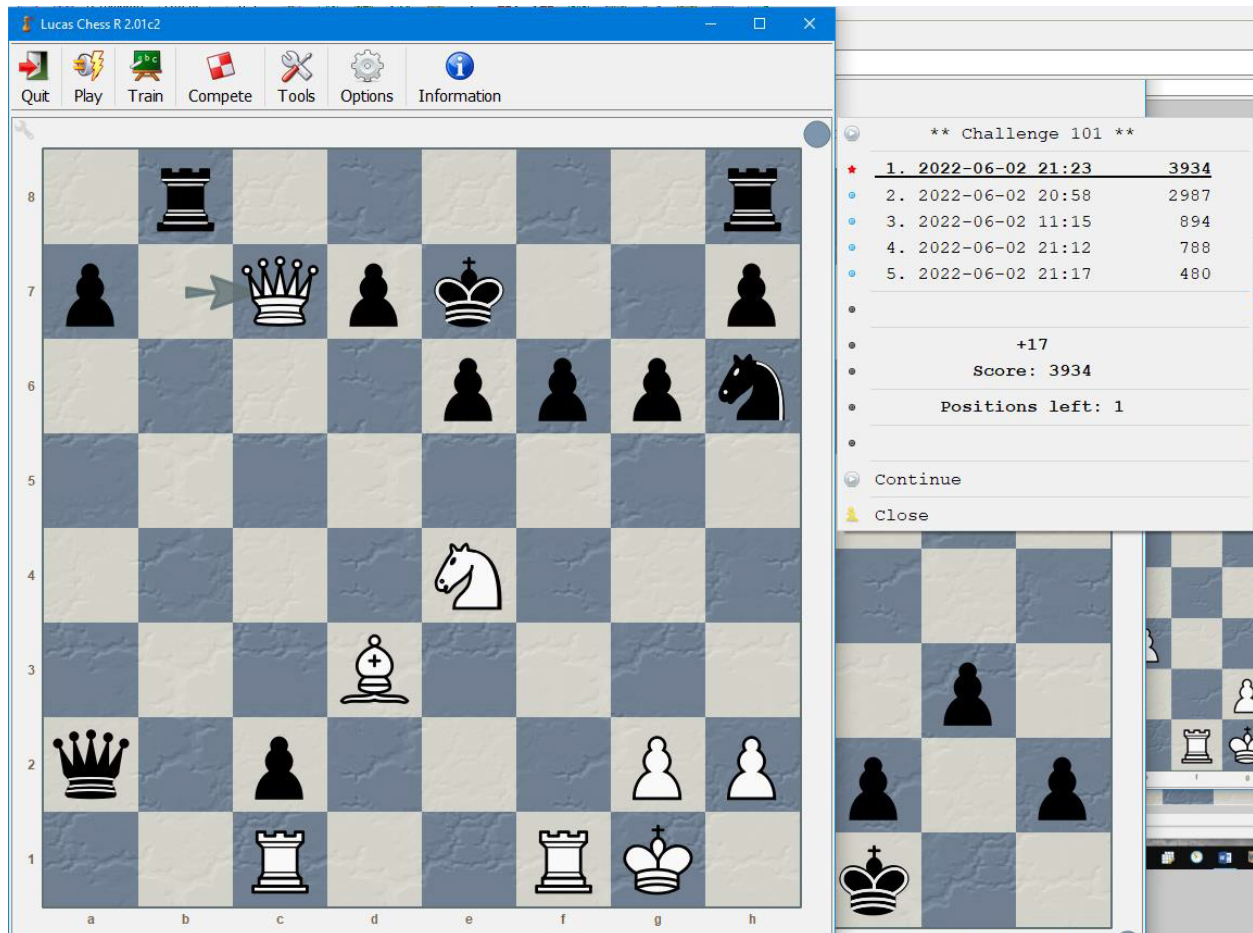 Lucas Chess R 2.01c2
Quit Play Train Compete Tools Options Information
** Challenge 101 **
1. 2022-06-02 21:23 3934
2. 2022-06-02 20:58 2987
3. 2022-06-02 11:15 894
4. 2022-06-02 21:12 788
5. 2022-06-02 21:17 480
+17
Score: 3934
Positions left: 1
Continue
Close
8
7
6
5
4
3
2
1
a b c d e f g h